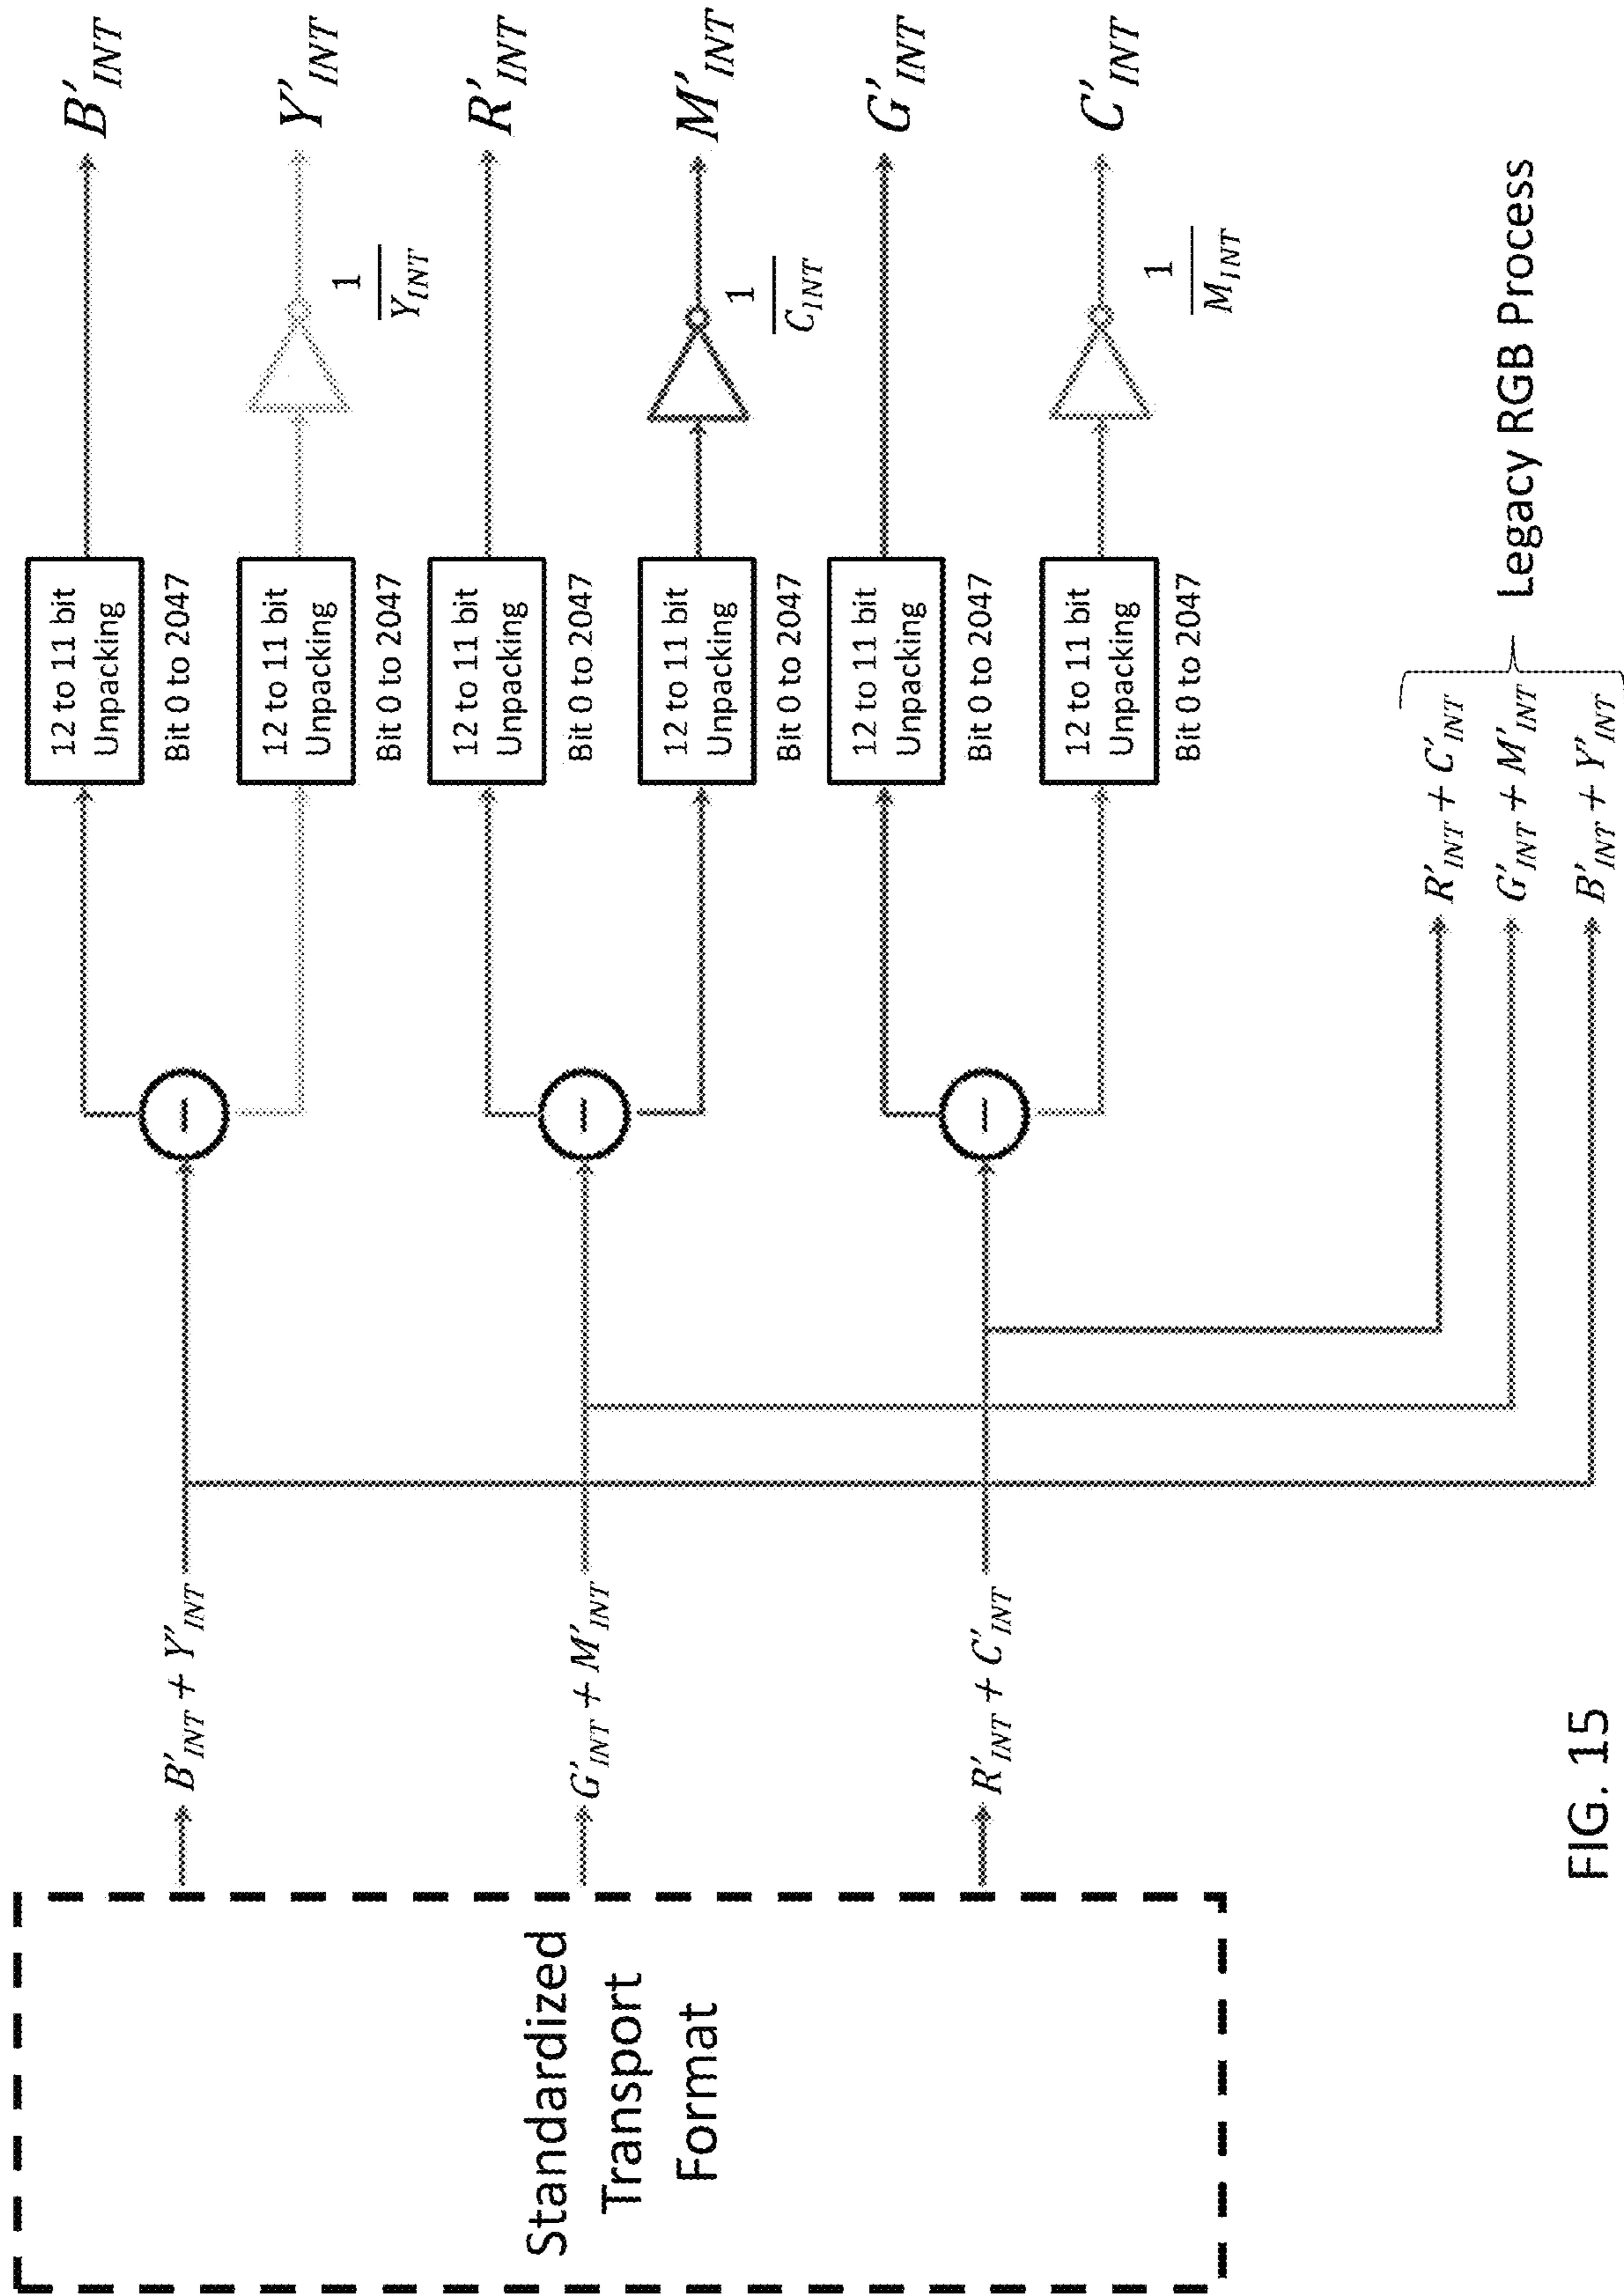 Standardized
Transport
Format
B'INT + Y'INT
G'INT + M'INT
R'INT + C'INT
12 to 11 bit
Unpacking
Bit 0 to 2047
B'INT
12 to 11 bit
Unpacking
Bit 0 to 2047
1
YINT
Y'INT
12 to 11 bit
Unpacking
Bit 0 to 2047
R'INT
12 to 11 bit
Unpacking
Bit 0 to 2047
1
CINT
M'INT
12 to 11 bit
Unpacking
Bit 0 to 2047
G'INT
12 to 11 bit
Unpacking
Bit 0 to 2047
1
MINT
C'INT
R'INT + C'INT
G'INT + M'INT
B'INT + Y'INT
Legacy RGB Process
FIG. 15